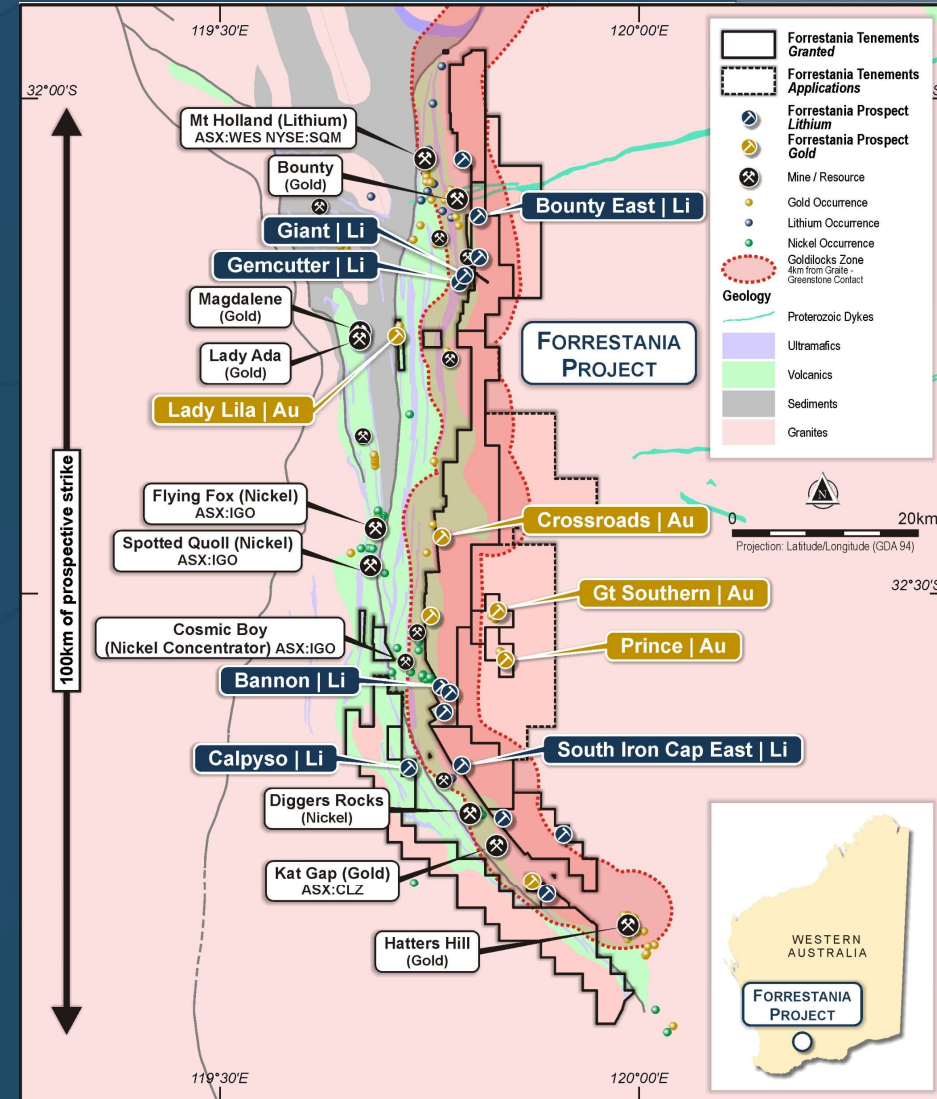 119°30'E
120°00'E
32°00'S
S
Mt Holland (Lithium)
ASX:WES NYSE:SQM
Bounty
(Gold)
Bounty East | Li
Giant | Li
Gemcutter | Li
Magdalene
(Gold)
Lady Ada
(Gold)
Lady Lila | Au
FORRESTANIA
PROJECT
Flying Fox (Nickel)
ASX:IGO
Spotted Quoll (Nickel)
ASX:IGO
Crossroads | Au
Gt Southern | Au
Prince | Au
Cosmic Boy
(Nickel Concentrator) ASX:IGO
Bannon | Li
Calpyso | Li
South Iron Cap East | Li
Diggers Rocks
(Nickel)
Kat Gap (Gold)
ASX:CLZ
Hatters Hill
(Gold)
100km of prospective strike
Forrestania Tenements
Granted
Forrestania Tenements
Applications
Forrestania Prospect
Lithium
Forrestania Prospect
Gold
Mine / Resource
Gold Occurrence
Lithium Occurrence
Nickel Occurrence
Goldilocks Zone
4km from Graite -
Greenstone Contact
Geology
Proterozoic Dykes
Ultramafics
Volcanics
Sediments
Granites
N
0 20km
Projection: Latitude/Longitude (GDA 94)
32°30'S
WESTERN
AUSTRALIA
FORRESTANIA
PROJECT
119°30'E
120°00'E